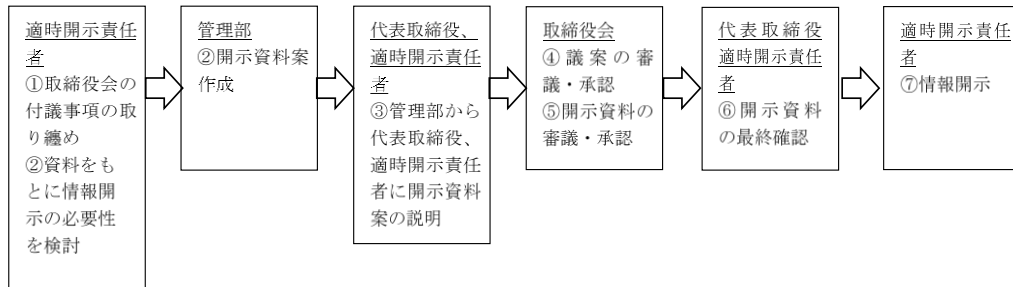 適時開示責任
者
①取締役会の
付議事項の取
り纏め
②資料をも
とに情報開
示の必要性
を検討
管理部
②開示資料案
作成
代表取締役、
適時開示責任
者
③管理部から
代表取締役、
適時開示責任
者に開示資料
案の説明
取締役会
④議案の審
議・承認
⑤開示資料の
審議・承認
代表取締役
適時開示責任
者
⑥開示資料
の最終確認
適時開示責任
者
⑦情報開示